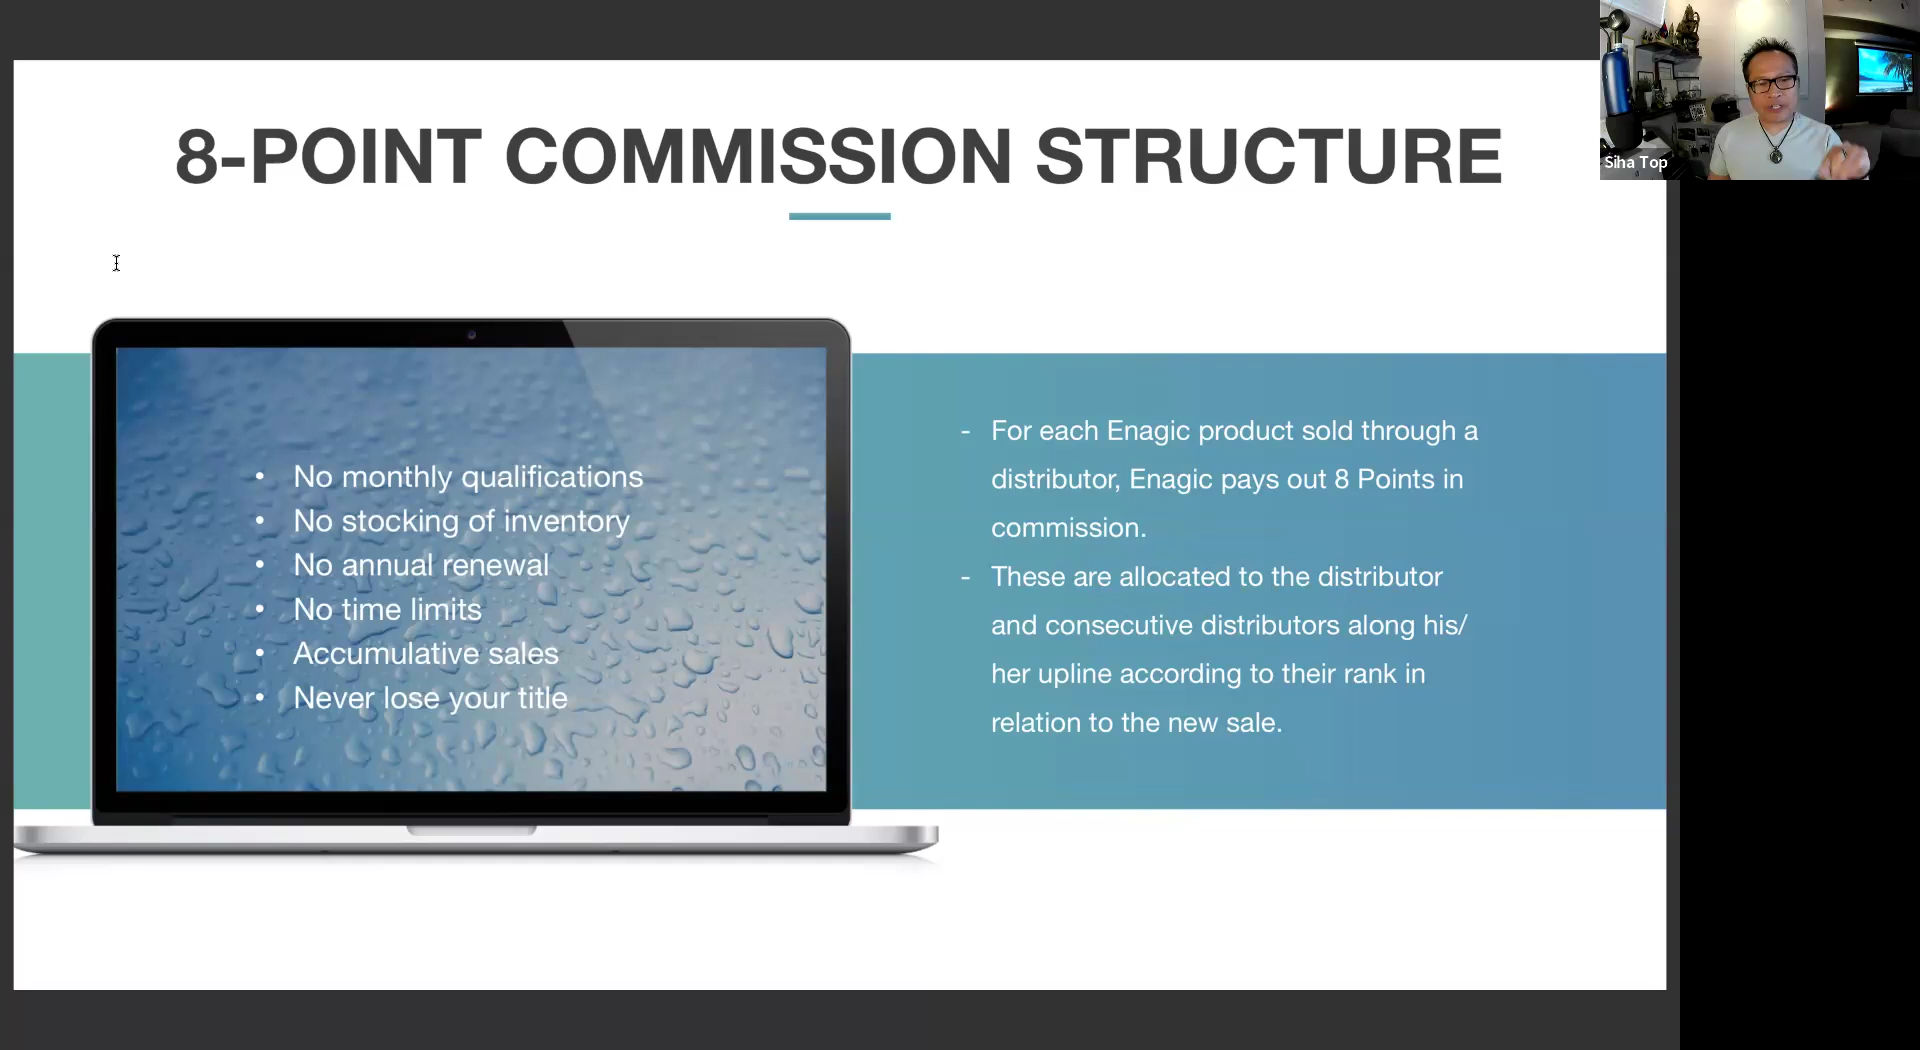 8-POINT COMMISSION STRUCTURE
Siha Top
• No monthly qualifications
• No stocking of inventory
• No annual renewal
• No time limits
• Accumulative sales
• Never lose your title
- For each Enagic product sold through a
distributor, Enagic pays out 8 Points in
commission.
- These are allocated to the distributor
and consecutive distributors along his/
her upline according to their rank in
relation to the new sale.